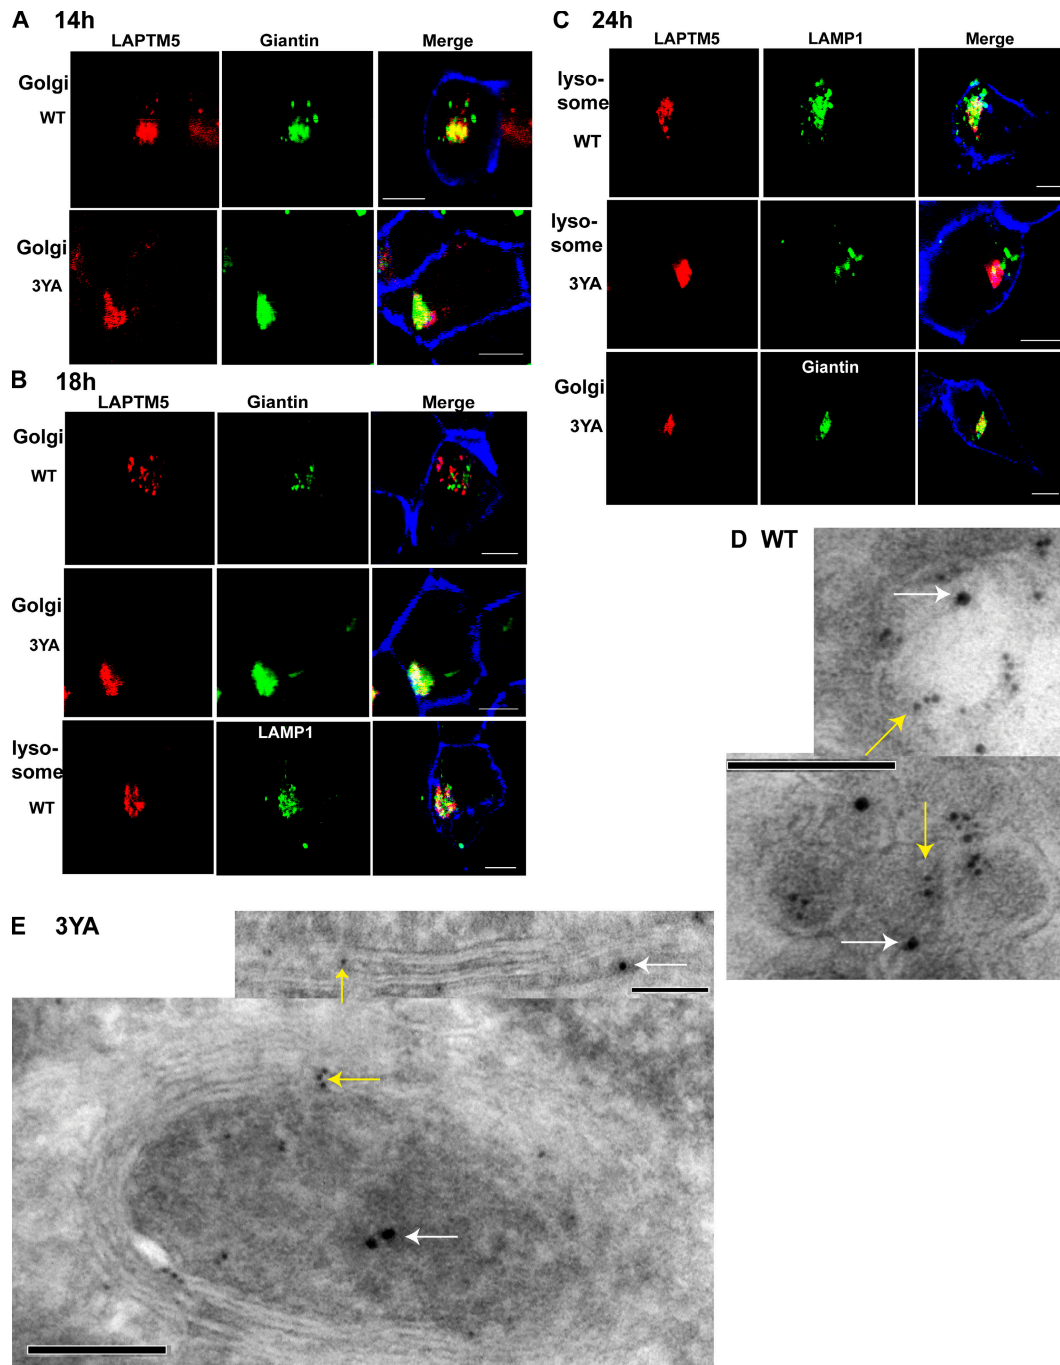 A 14h
LAPTM5 Giantin Merge
Golgi
WT
Golgi
3YA
B 18h
LAPTM5 Giantin Merge
Golgi
WT
Golgi
3YA
LAMP1
lyso-
some
WT
C 24h
LAPTM5 LAMP1 Merge
lyso-
some
WT
lyso-
some
3YA
Giantin
Golgi
3YA
D WT
E 3YA